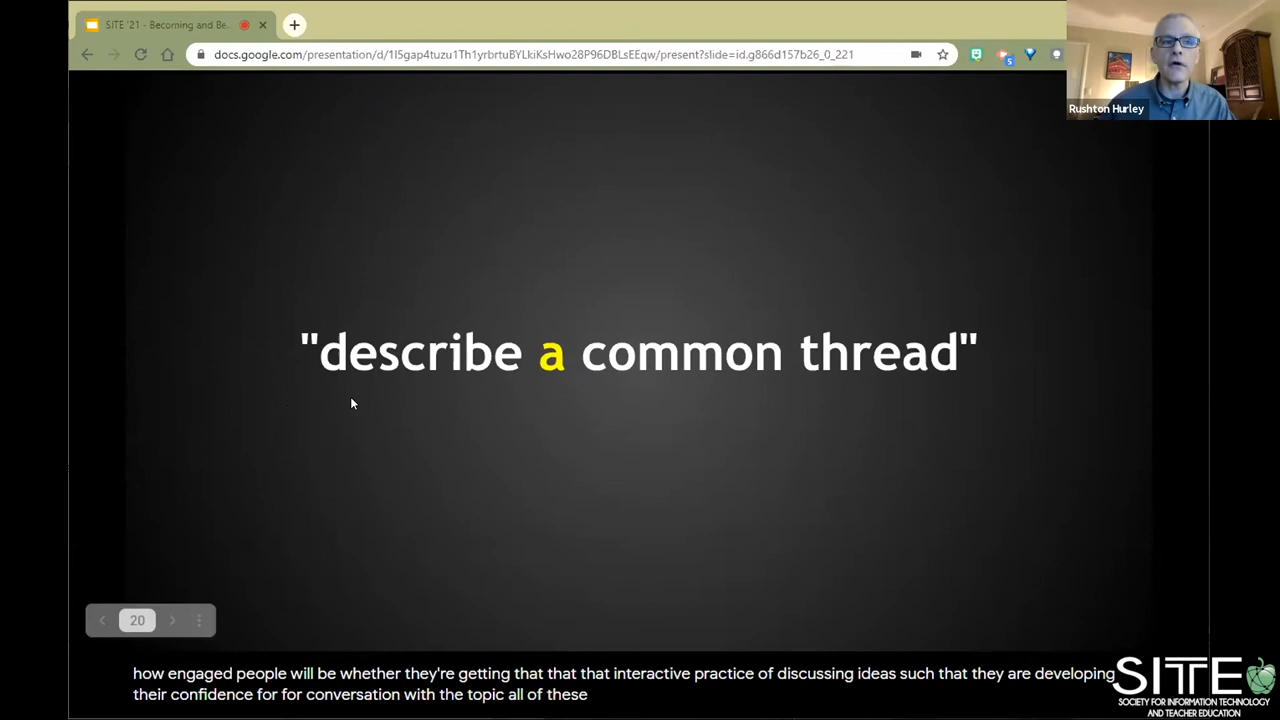 SITE '21 - Becoming and Be
docs.google.com/presentation/d/1I5gap4tuzu1Th1yrbrtuBYLkiKsHwo28P96DBLsEEqw/present?slide=id.g866d157b26_0_221
5
Rushton Hurley
"describe a common thread"
20
how engaged people will be whether they're getting that that that interactive practice of discussing ideas such that they are developing
their confidence for for conversation with the topic all of these
SITE
SOCIETY FOR INFORMATION TECHNOLOGY
AND TEACHER EDUCATION